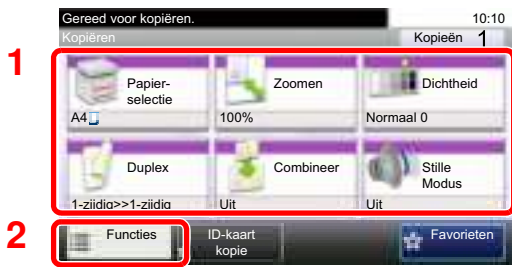 Gereed voor kopiëren. 10:10
Kopiëren Kopieën 1
1
Papier-
selectie
A4
Zoomen
100%
Dichtheid
Normaal 0
Duplex
1-zijdig>>1-zijdig
Combineer
Uit
Stille
Modus
Uit
2
Functies
ID-kaart
kopie
Favorieten